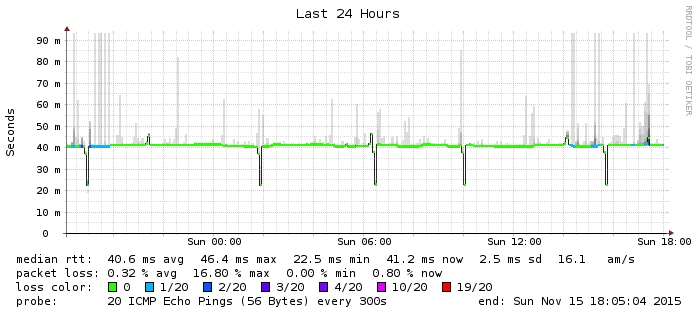 Last 24 Hours
RRDTOOL / TOBI OETIKER
Seconds
90 m
80 m
70 m
60 m
50 m
40 m
30 m
20 m
10 m
0
Sun 00:00 Sun 06:00 Sun 12:00 Sun 18:00
median rtt: 40.6 ms avg 46.4 ms max 22.5 ms min 41.2 ms now 2.5 ms sd 16.1 am/s
packet loss: 0.32 % avg 16.80 % max 0.00 % min 0.80 % now
loss color: 0 1/20 2/20 3/20 4/20 10/20 19/20
probe: 20 ICMP Echo Pings (56 Bytes) every 300s end: Sun Nov 15 18:05:04 2015